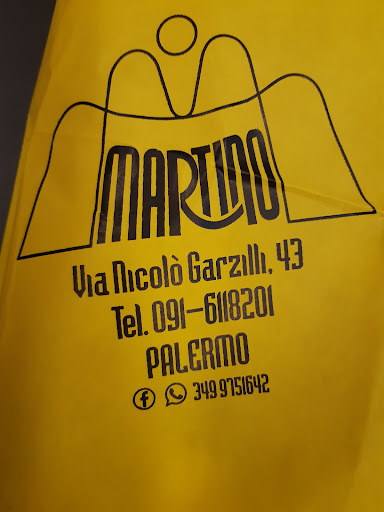 MARTINO
Via Nicolò Garzilli, 43
Tel. 091-6118201
PALERMO
349 9751642